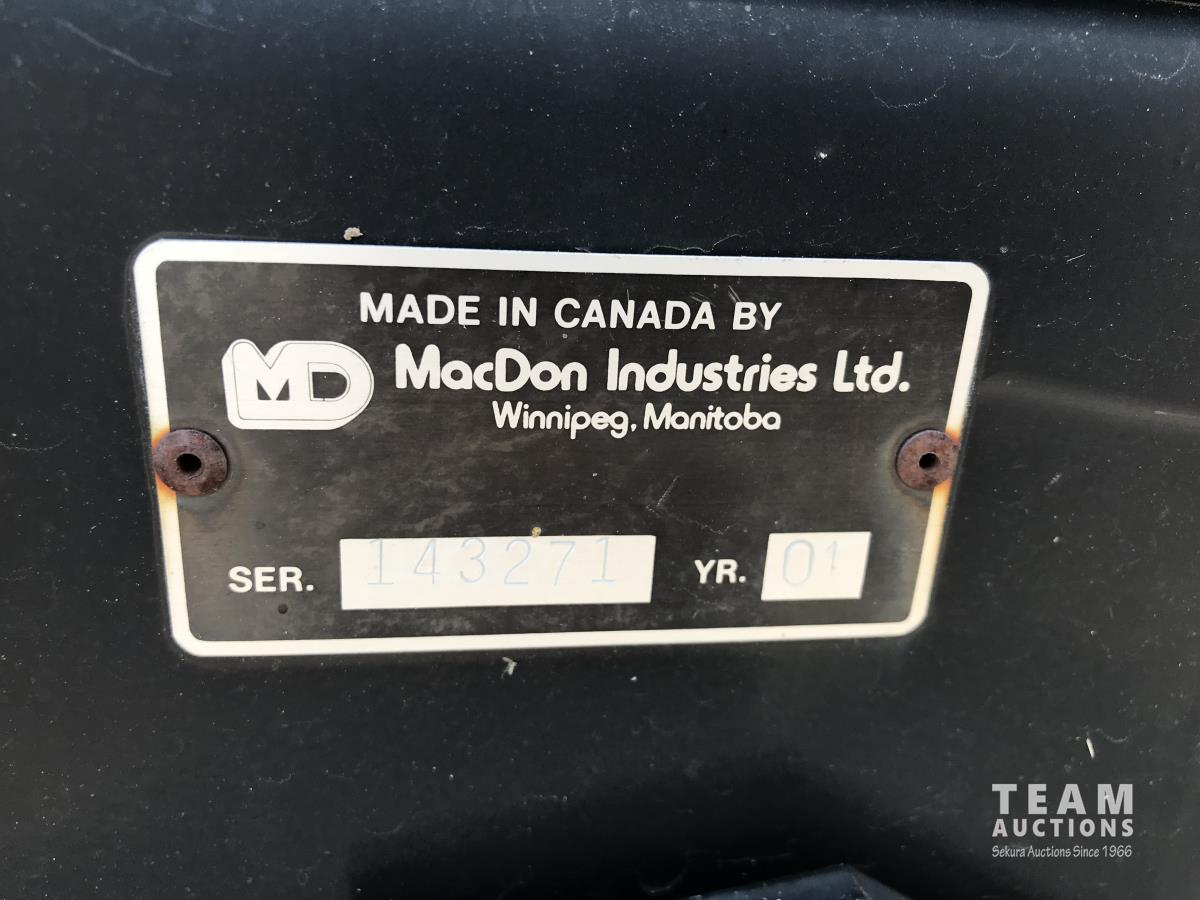 MADE IN CANADA BY
MD
MacDon Industries Ltd.
Winnipeg, Manitoba
SER. 143271 YR. 01
TEAM
AUCTIONS
Sekura Auctions Since 1966